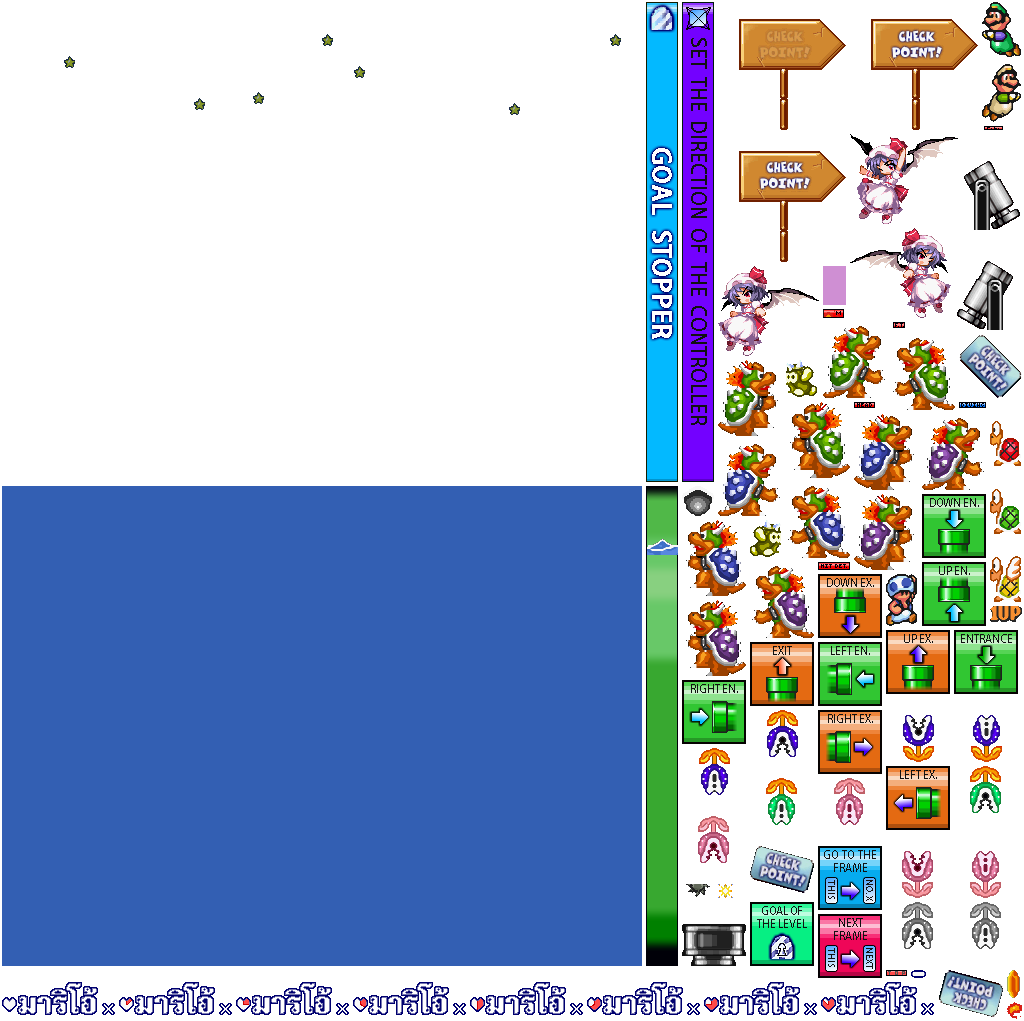 GOAL STOPPER
SET THE DIRECTION OF THE CONTROLLER
CHECK
POINT!
CHECK
POINT!
CHECK
POINT!
CHECK
POINT!
DOWN EN.
UP EN.
1UP
DOWN EX.
UP EX.
ENTRANCE
EXIT
LEFT EN.
RIGHT EN.
RIGHT EX.
LEFT EX.
CHECK
POINT!
GO TO THE
FRAME
THIS
NO.X
GOAL OF
THE LEVEL
NEXT
FRAME
THIS
NEXT
CHECK
POINT!
มาริโอ้ × มาริโอ้ × มาริโอ้ × มาริโอ้ × มาริโอ้ × มาริโอ้ × มาริโอ้ × มาริโอ้ ×